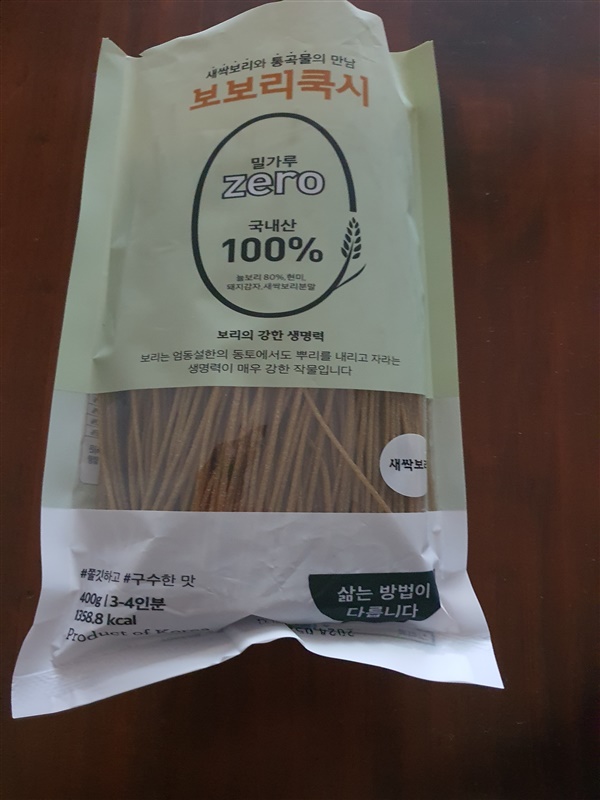 새싹보리와 통곡물의 만남
보보리쿡시
밀가루
zero
국내산
100%
늘보리 80%, 현미,
돼지감자, 새싹보리분말
보리의 강한 생명력
보리는 엄동설한의 동토에서도 뿌리를 내리고 자라는
생명력이 매우 강한 작물입니다
새싹보리
#쫄깃하고 #구수한 맛
400g | 3-4인분
1358.8 kcal
Product of Korea
삶는 방법이
다릅니다